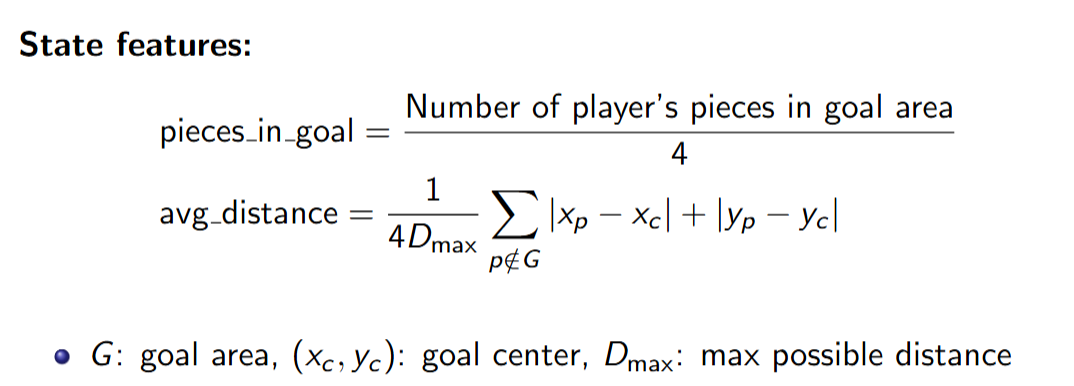 State features:
pieces_in_goal = Number of player's pieces in goal area / 4
avg_distance = 1 / 4D_max ∑_{p∉G} |x_p − x_c| + |y_p − y_c|
• G: goal area, (x_c, y_c): goal center, D_max: max possible distance